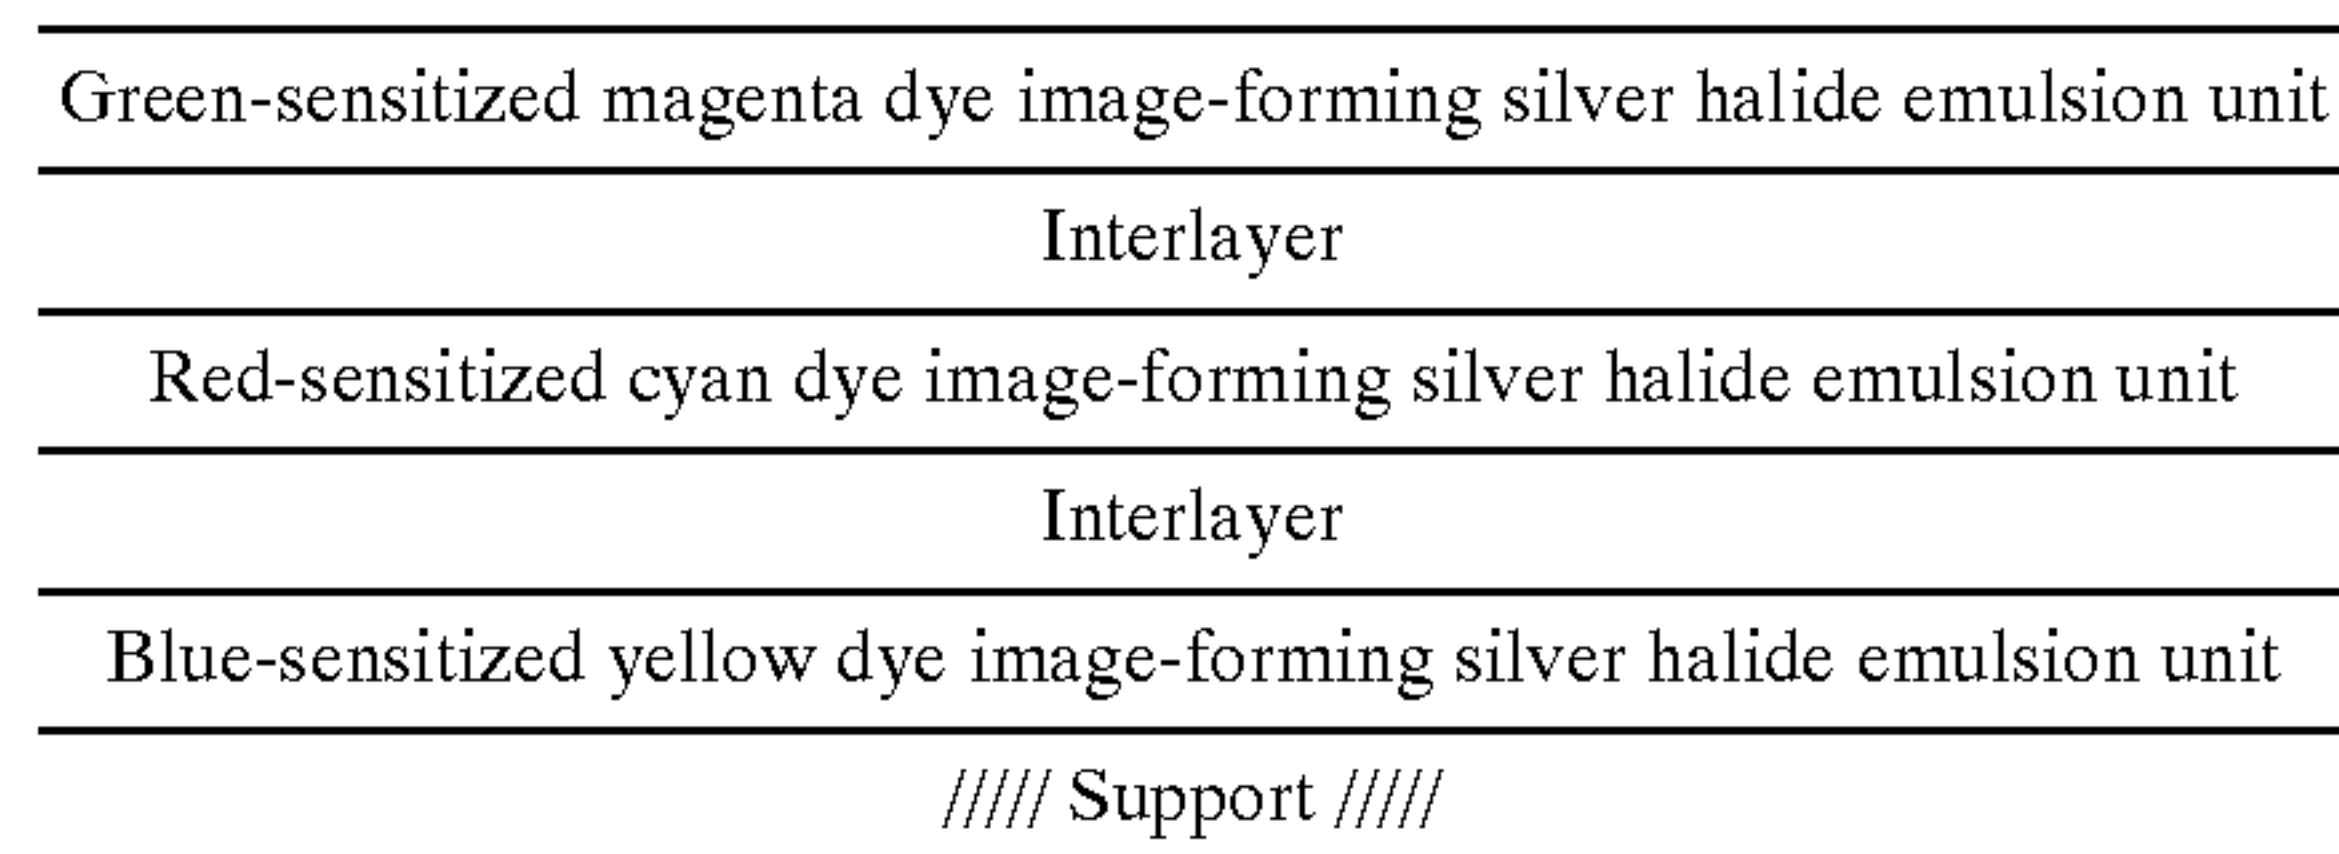 Green-sensitized magenta dye image-forming silver halide emulsion unit
Interlayer
Red-sensitized cyan dye image-forming silver halide emulsion unit
Interlayer
Blue-sensitized yellow dye image-forming silver halide emulsion unit
///// Support /////